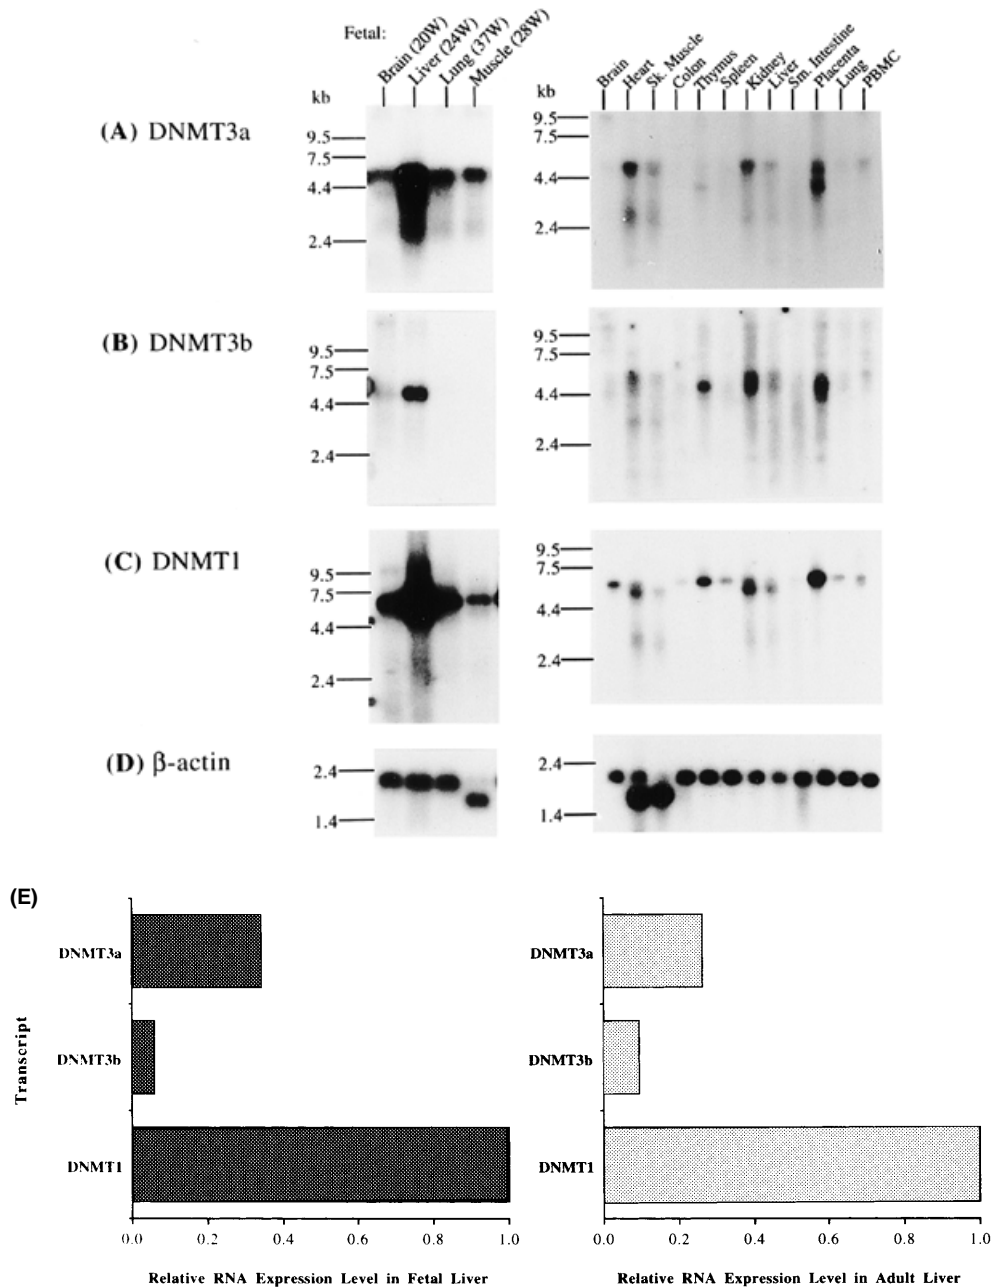 Fetal:
Brain (20W)
Liver (24W)
Lung (37W)
Muscle (28W)
Brain
Heart
Sk. Muscle
Colon
Thymus
Spleen
Kidney
Liver
Sm. Intestine
Placenta
Lung
PBMC
kb
kb
(A) DNMT3a
9.5
7.5
4.4
2.4
9.5
7.5
4.4
2.4
(B) DNMT3b
9.5
7.5
4.4
2.4
9.5
7.5
4.4
2.4
(C) DNMT1
9.5
7.5
4.4
2.4
9.5
7.5
4.4
2.4
(D) β-actin
2.4
1.4
2.4
1.4
(E)
Transcript
DNMT3a
DNMT3b
DNMT1
0.0 0.2 0.4 0.6 0.8 1.0
Relative RNA Expression Level in Fetal Liver
DNMT3a
DNMT3b
DNMT1
0.0 0.2 0.4 0.6 0.8 1.0
Relative RNA Expression Level in Adult Liver